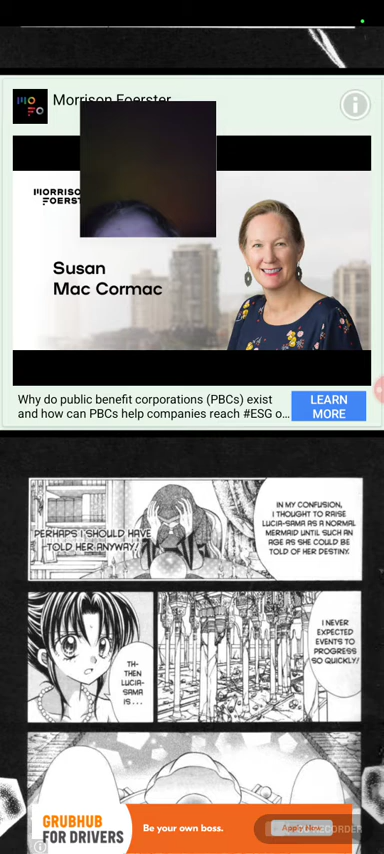 MO
FO
Morrison Foerster
Susan
Mac Cormac
Why do public benefit corporations (PBCs) exist
and how can PBCs help companies reach #ESG o...
LEARN
MORE
PERHAPS I SHOULD HAVE
TOLD HER ANYWAY!
IN MY CONFUSION,
I THOUGHT TO RAISE
LUCIA-SAMA AS A NORMAL
MERMAID UNTIL SUCH AN
AGE AS SHE COULD BE
TOLD OF HER DESTINY.
TH-
THEN
LUCIA-
SAMA
IS...
I NEVER
EXPECTED
EVENTS TO
PROGRESS
SO QUICKLY!
GRUBHUB
FOR DRIVERS
Be your own boss.
Apply Now